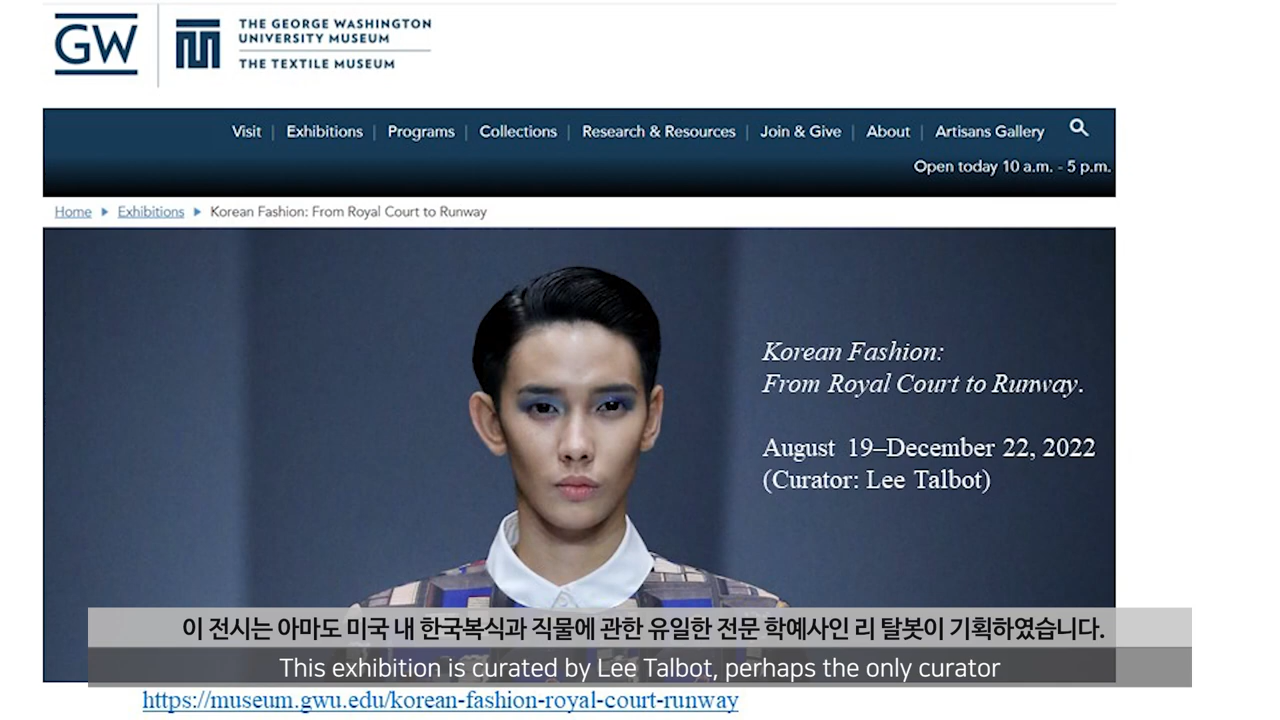 GW
THE GEORGE WASHINGTON
UNIVERSITY MUSEUM
THE TEXTILE MUSEUM
Visit | Exhibitions | Programs | Collections | Research & Resources | Join & Give | About | Artisans Gallery
Open today 10 a.m. - 5 p.m.
Home ▶ Exhibitions ▶ Korean Fashion: From Royal Court to Runway
Korean Fashion:
From Royal Court to Runway.
August 19–December 22, 2022
(Curator: Lee Talbot)
이 전시는 아마도 미국 내 한국복식과 직물에 관한 유일한 전문 학예사인 리 탈봇이 기획하였습니다.
This exhibition is curated by Lee Talbot, perhaps the only curator
https://museum.gwu.edu/korean-fashion-royal-court-runway